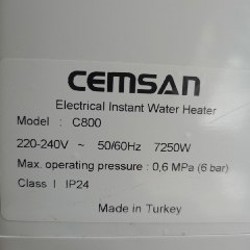 CEMSAN
Electrical Instant Water Heater
Model : C800
220-240V ~ 50/60Hz 7250W
Max. operating pressure : 0,6 MPa (6 bar)
Class I IP24
Made in Turkey